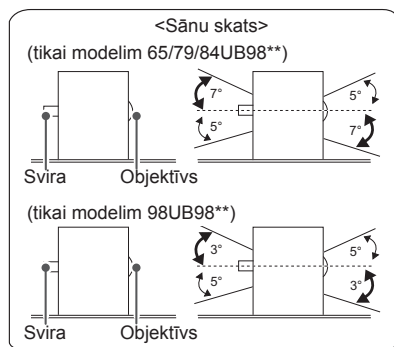 <Sānu skats>
(tikai modelim 65/79/84UB98**)
7° 5°
5° 7°
Svira Objektīvs
(tikai modelim 98UB98**)
3° 5°
5° 3°
Svira Objektīvs